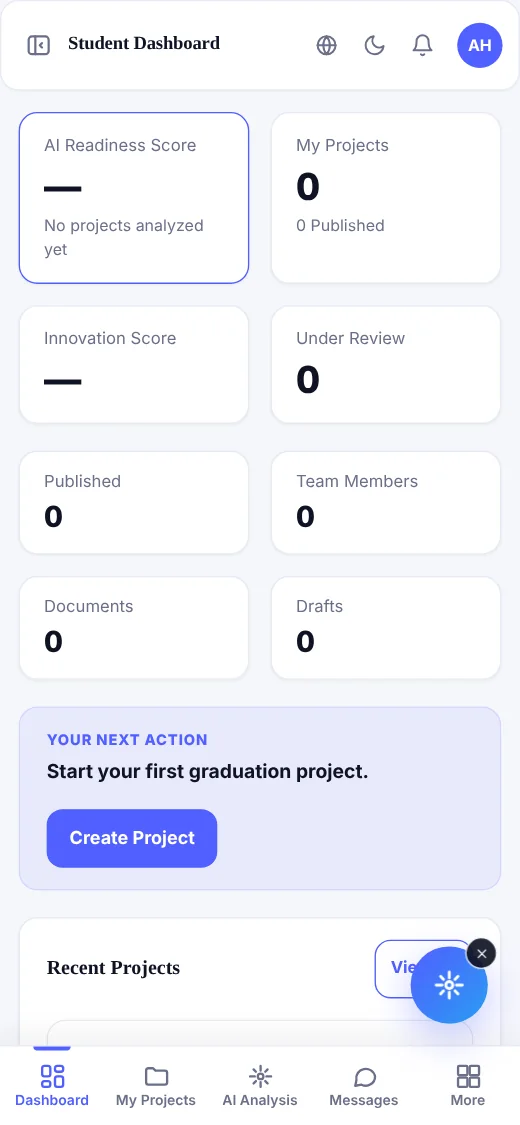 Student Dashboard
AH
AI Readiness Score
—
No projects analyzed
yet
My Projects
0
0 Published
Innovation Score
—
Under Review
0
Published
0
Team Members
0
Documents
0
Drafts
0
YOUR NEXT ACTION
Start your first graduation project.
Create Project
Recent Projects
Dashboard
My Projects
AI Analysis
Messages
More